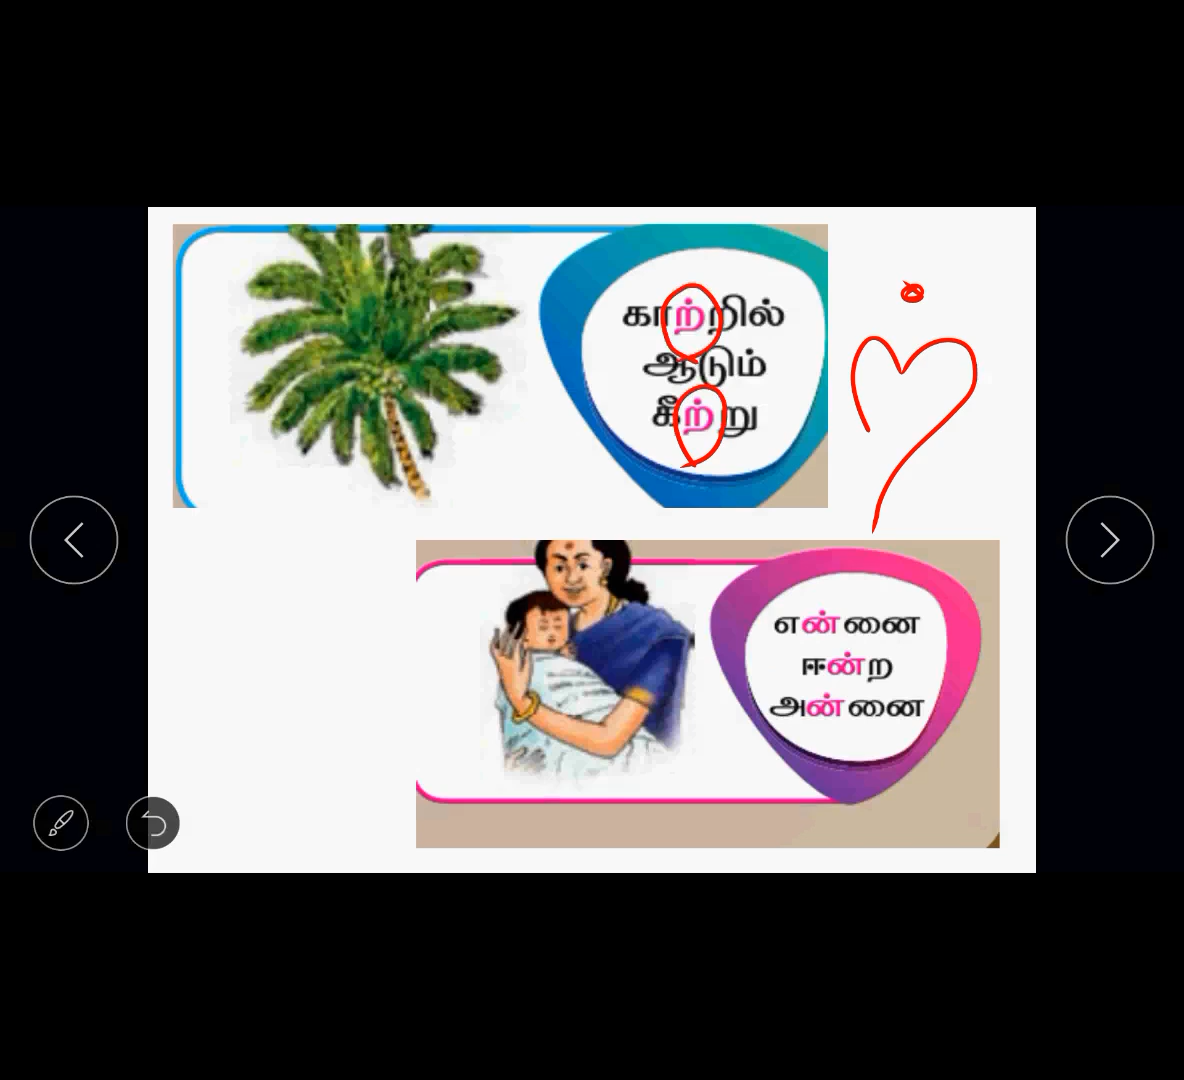 காற்றில்
ஆடும்
கீற்று
ற்
என்னை
ஈன்ற
அன்னை